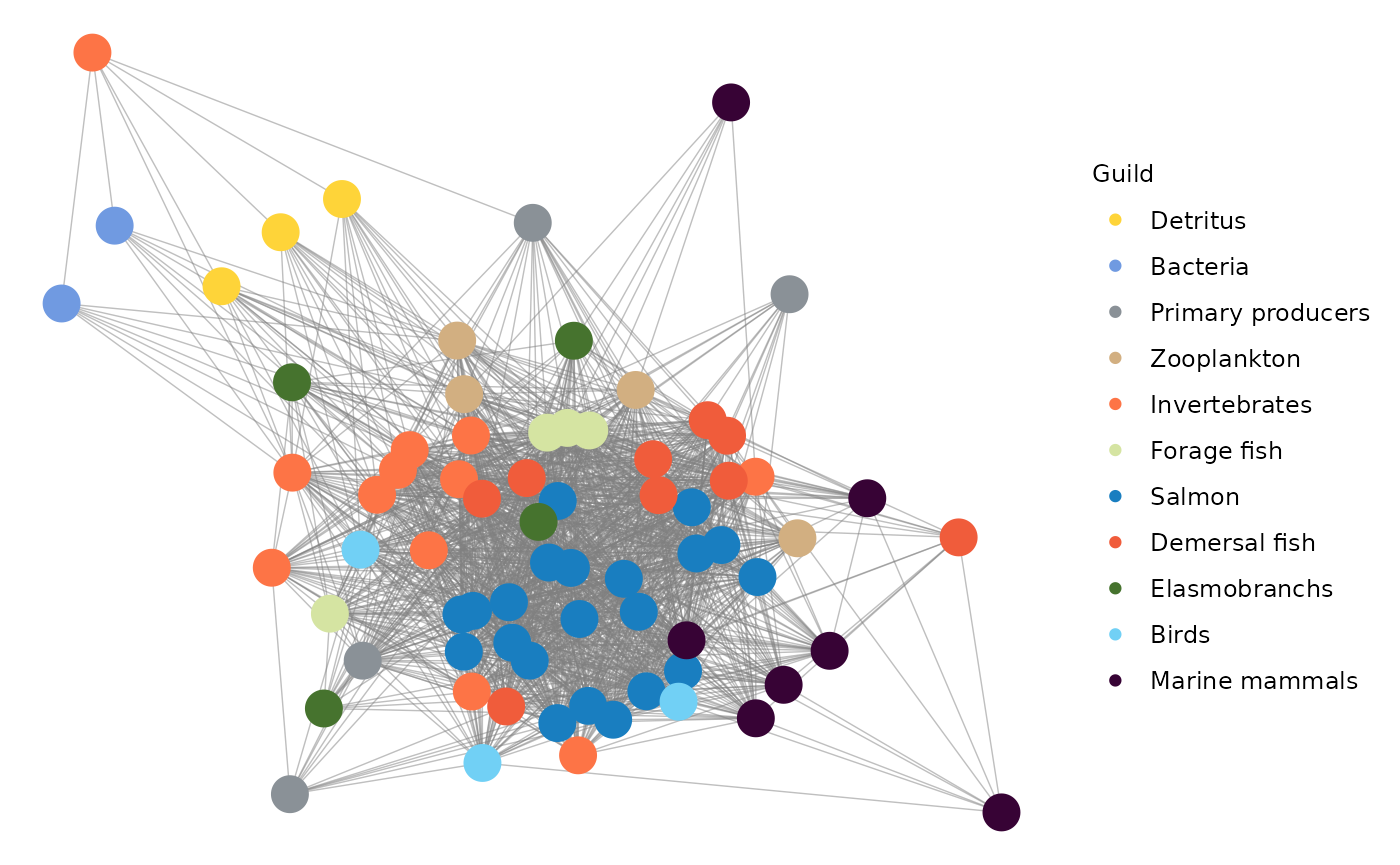 Guild
Detritus
Bacteria
Primary producers
Zooplankton
Invertebrates
Forage fish
Salmon
Demersal fish
Elasmobranchs
Birds
Marine mammals